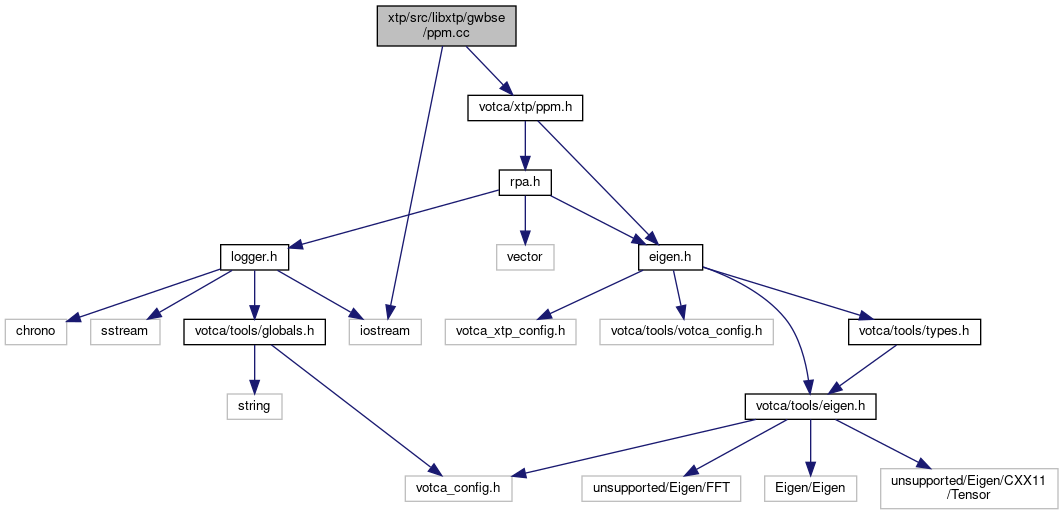 xtp/src/libxtp/gwbse
/ppm.cc
votca/xtp/ppm.h
rpa.h
logger.h
vector
eigen.h
chrono
sstream
votca/tools/globals.h
iostream
votca_xtp_config.h
votca/tools/votca_config.h
votca/tools/types.h
string
votca/tools/eigen.h
votca_config.h
unsupported/Eigen/FFT
Eigen/Eigen
unsupported/Eigen/CXX11
/Tensor